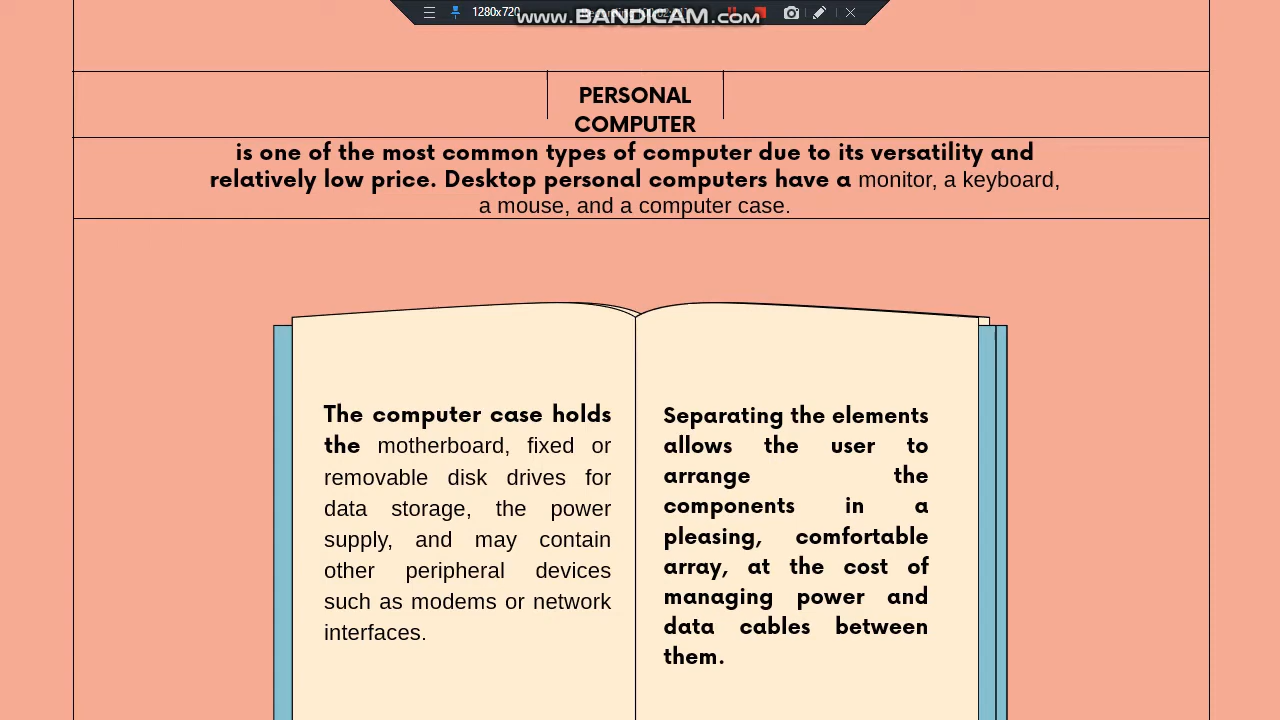 1280x720
www.BANDICAM.com
PERSONAL
COMPUTER
is one of the most common types of computer due to its versatility and
relatively low price. Desktop personal computers have a monitor, a keyboard,
a mouse, and a computer case.
The computer case holds
the motherboard, fixed or
removable disk drives for
data storage, the power
supply, and may contain
other peripheral devices
such as modems or network
interfaces.
Separating the elements
allows the user to
arrange the
components in a
pleasing, comfortable
array, at the cost of
managing power and
data cables between
them.